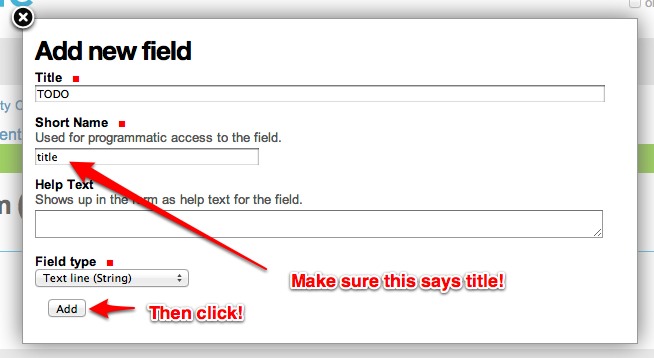 Add new field
Title
TODO
Short Name
Used for programmatic access to the field.
title
Help Text
Shows up in the form as help text for the field.
Field type
Text line (String)
Make sure this says title!
Add
Then click!